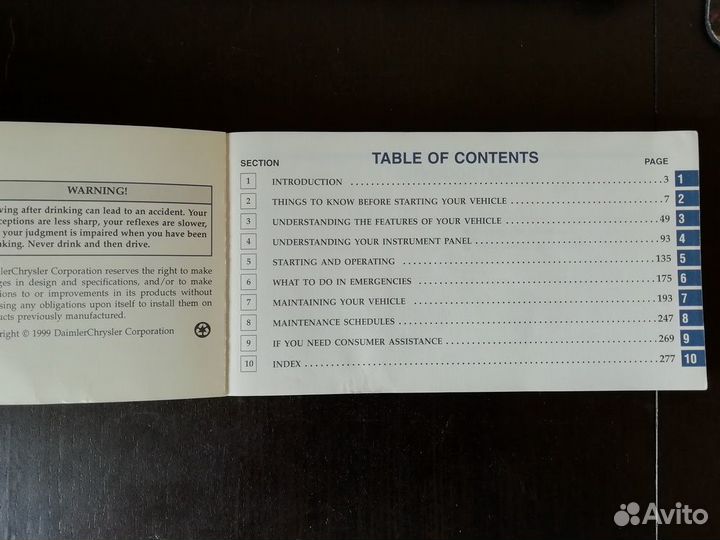 WARNING!
ving after drinking can lead to an accident. Your
ceptions are less sharp, your reflexes are slower,
your judgment is impaired when you have been
nking. Never drink and then drive.
mlerChrysler Corporation reserves the right to make
ges in design and specifications, and/or to make
tions to or improvements in its products without
sing any obligations upon itself to install them on
cts previously manufactured.
right © 1999 DaimlerChrysler Corporation
TABLE OF CONTENTS
SECTION PAGE
1 INTRODUCTION 3 1
2 THINGS TO KNOW BEFORE STARTING YOUR VEHICLE 7 2
3 UNDERSTANDING THE FEATURES OF YOUR VEHICLE 49 3
4 UNDERSTANDING YOUR INSTRUMENT PANEL 93 4
5 STARTING AND OPERATING 135 5
6 WHAT TO DO IN EMERGENCIES 175 6
7 MAINTAINING YOUR VEHICLE 193 7
8 MAINTENANCE SCHEDULES 247 8
9 IF YOU NEED CONSUMER ASSISTANCE 269 9
10 INDEX 277 10
Avito